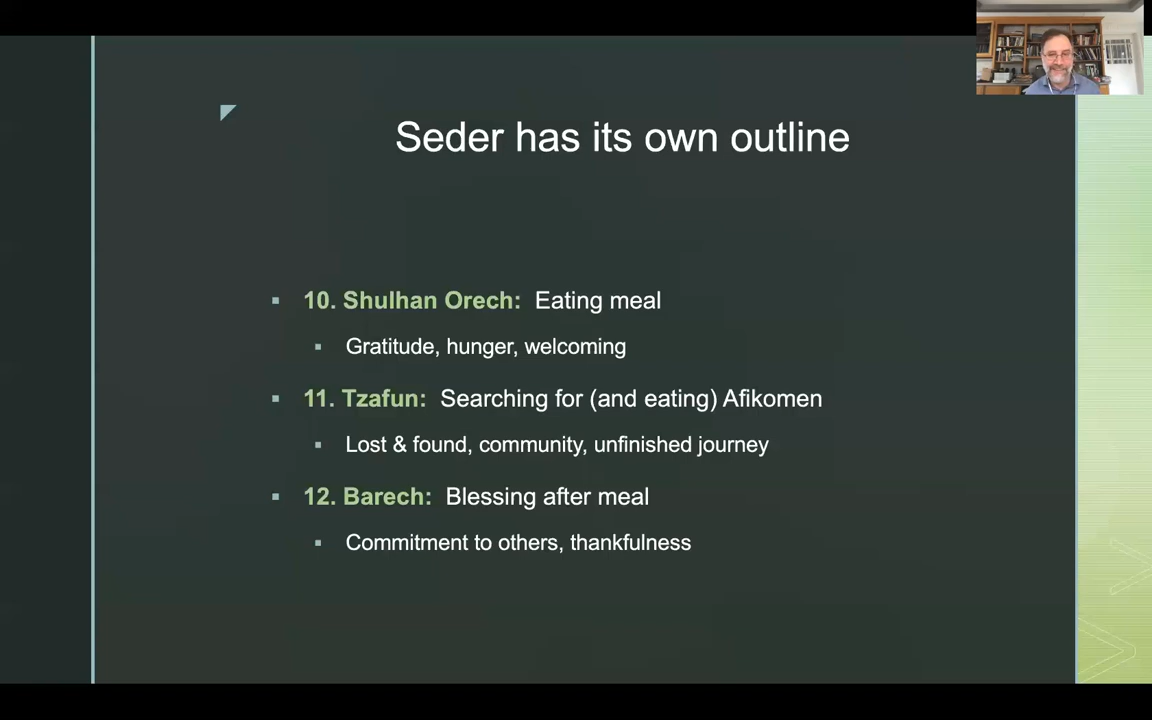 Seder has its own outline
10. Shulhan Orech: Eating meal
Gratitude, hunger, welcoming
11. Tzafun: Searching for (and eating) Afikomen
Lost & found, community, unfinished journey
12. Barech: Blessing after meal
Commitment to others, thankfulness